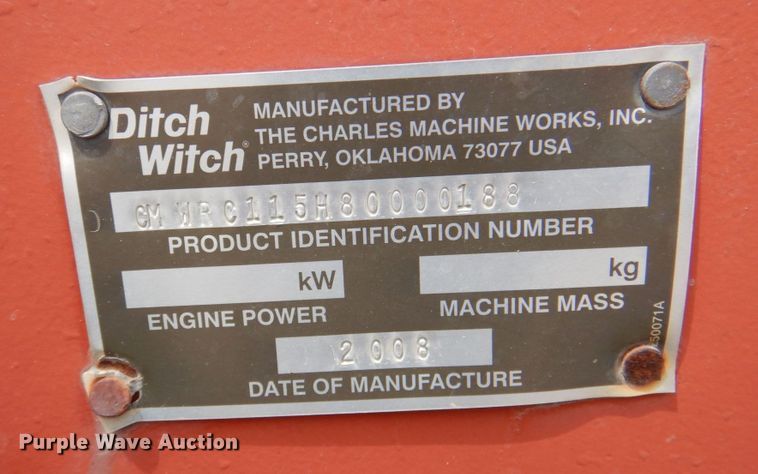 Ditch
Witch®
MANUFACTURED BY
THE CHARLES MACHINE WORKS, INC.
PERRY, OKLAHOMA 73077 USA
CMWRC115H80000188
PRODUCT IDENTIFICATION NUMBER
kW
kg
ENGINE POWER
MACHINE MASS
2008
DATE OF MANUFACTURE
Purple Wave Auction